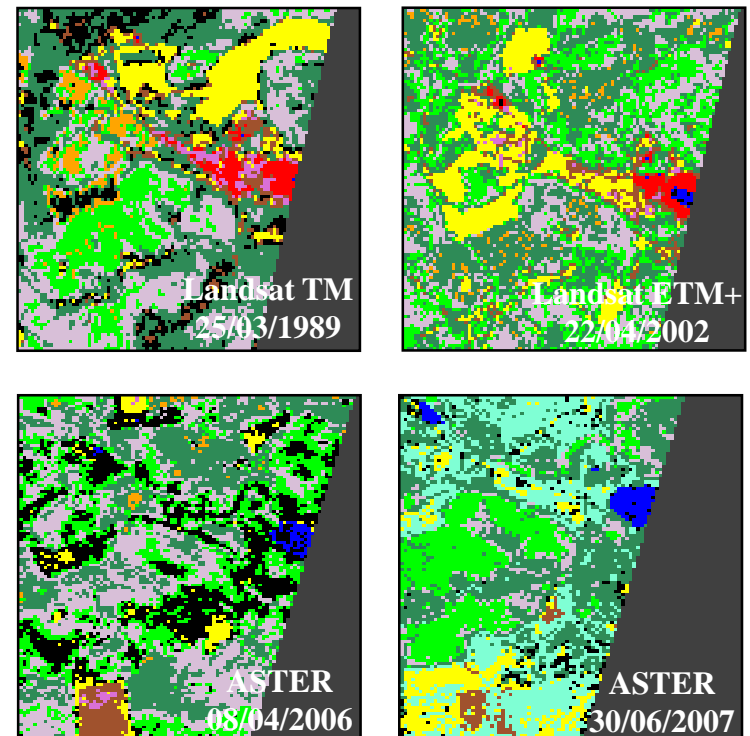 Landsat TM
25/03/1989
Landsat ETM+
22/04/2002
ASTER
08/04/2006
ASTER
30/06/2007